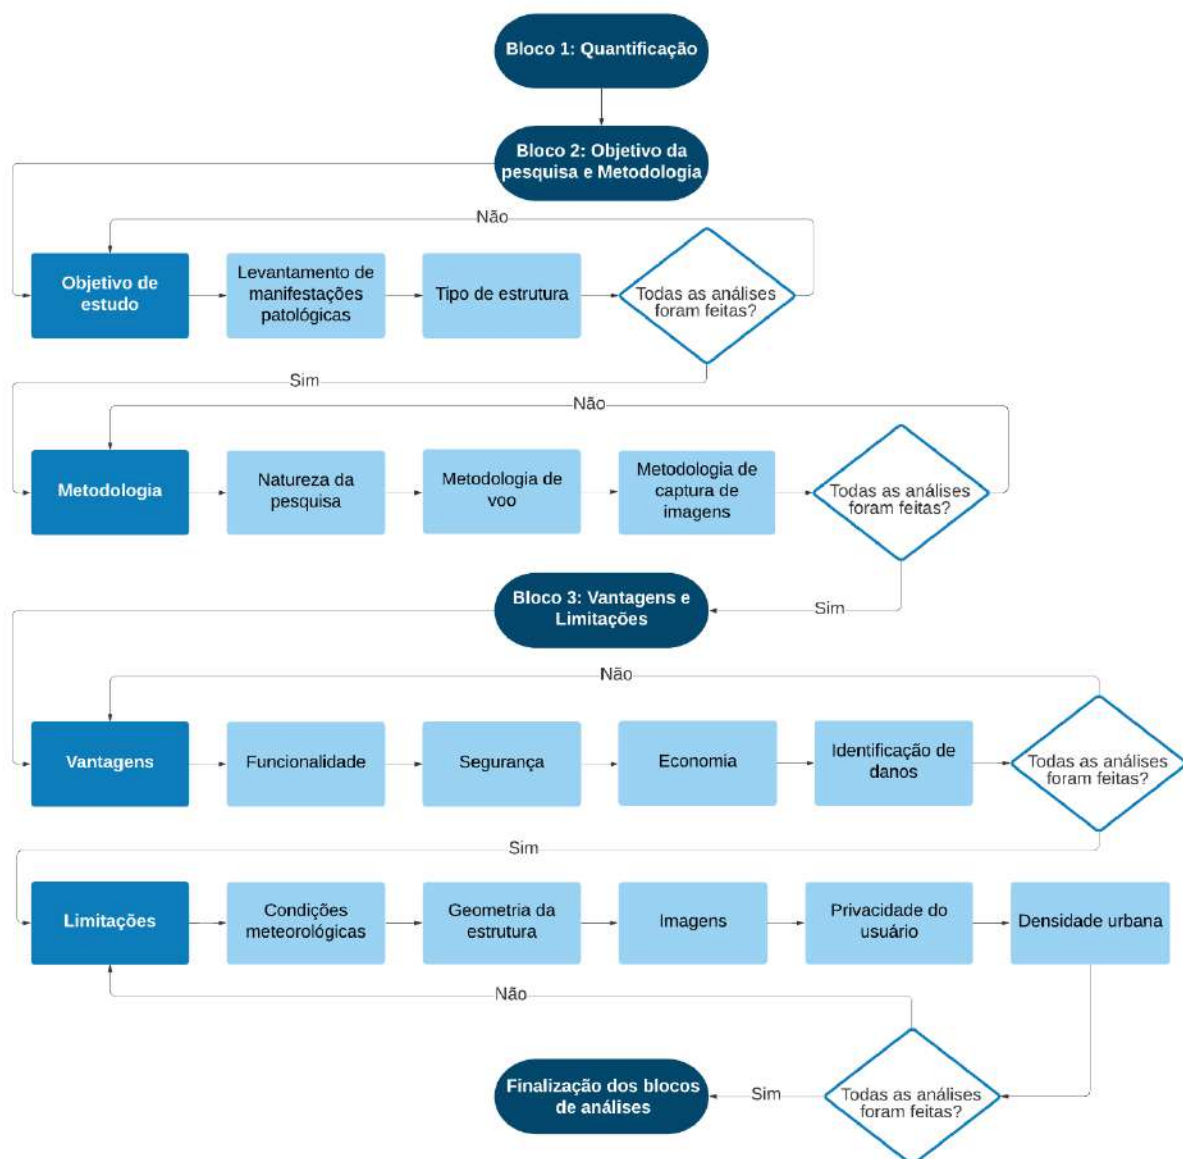 Bloco 1: Quantificação
Bloco 2: Objetivo da
pesquisa e Metodologia
Não
Objetivo de
estudo
Levantamento de
manifestações
patológicas
Tipo de estrutura
Todas as análises
foram feitas?
Sim
Não
Metodologia
Natureza da
pesquisa
Metodologia de
voo
Metodologia de
captura de
imagens
Todas as análises
foram feitas?
Bloco 3: Vantagens e
Limitações
Sim
Não
Vantagens
Funcionalidade
Segurança
Economia
Identificação de
danos
Todas as análises
foram feitas?
Sim
Limitações
Condições
meteorológicas
Geometria da
estrutura
Imagens
Privacidade do
usuário
Densidade urbana
Não
Finalização dos blocos
de análises
Sim
Todas as análises
foram feitas?